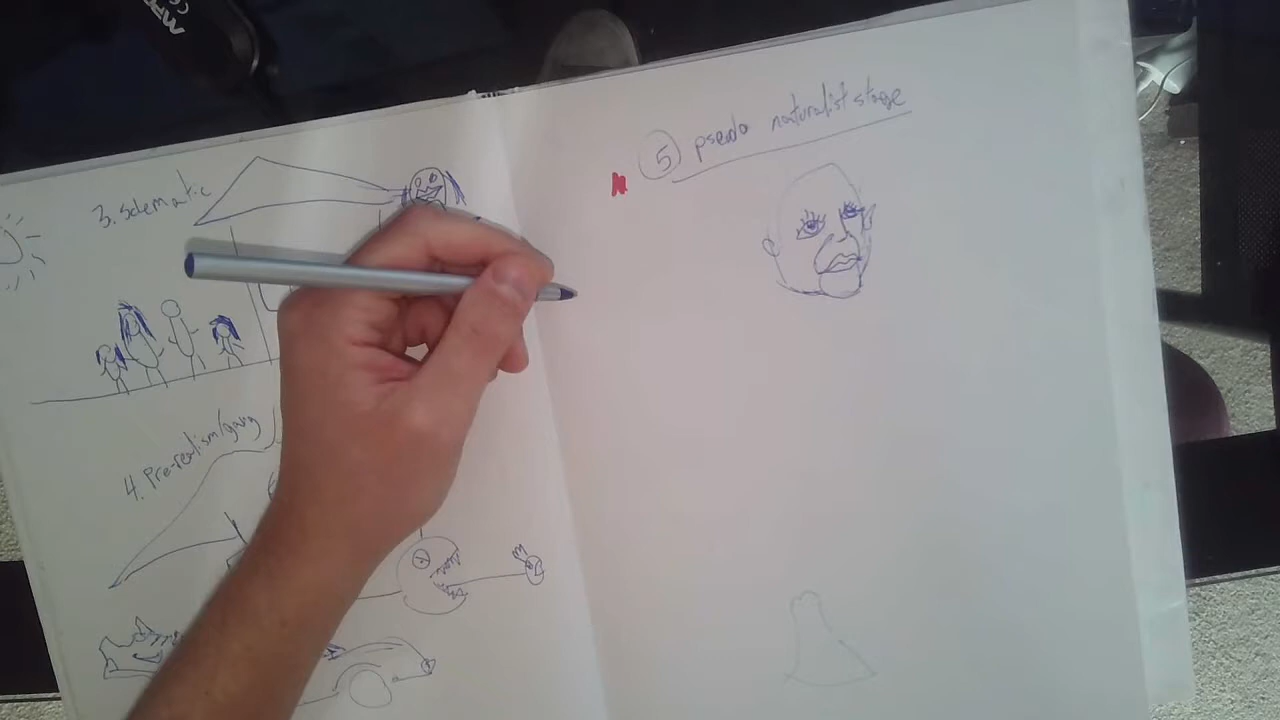 3. Schematic
4. Pre-realism/gang
5 pseudo naturalist stage